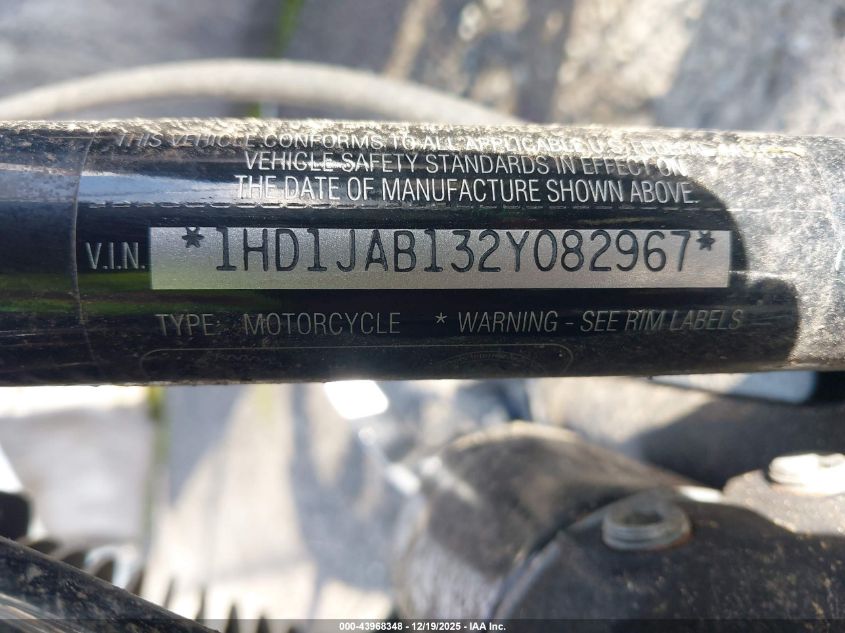 THIS VEHICLE CONFORMS TO ALL APPLICABLE U.S. FEDERAL
VEHICLE SAFETY STANDARDS IN EFFECT ON
THE DATE OF MANUFACTURE SHOWN ABOVE.
V.I.N. *1HD1JAB132Y082967*
TYPE: MOTORCYCLE * WARNING - SEE RIM LABELS
000-43968348 - 12/19/2025 - IAA Inc.